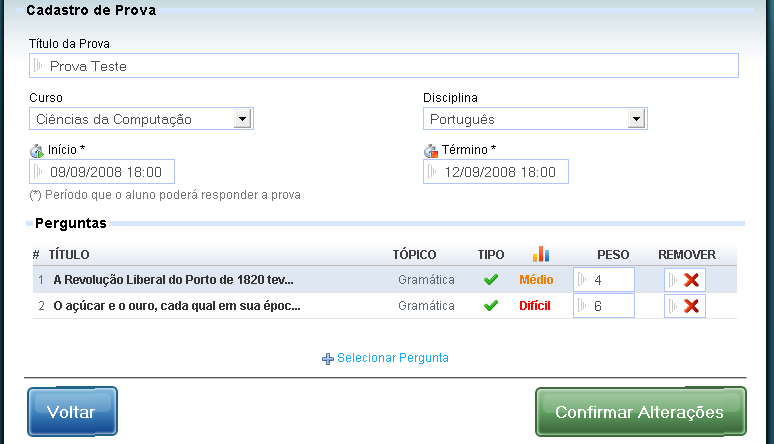 Cadastro de Prova
Título da Prova
Prova Teste
Curso Disciplina
Ciências da Computação Português
Início * Término *
09/09/2008 18:00 12/09/2008 18:00
(*) Período que o aluno poderá responder a prova
Perguntas
# TÍTULO TÓPICO TIPO PESO REMOVER
1 A Revolução Liberal do Porto de 1820 tev... Gramática Médio 4
2 O açúcar e o ouro, cada qual em sua époc... Gramática Difícil 6
Selecionar Pergunta
Voltar Confirmar Alterações